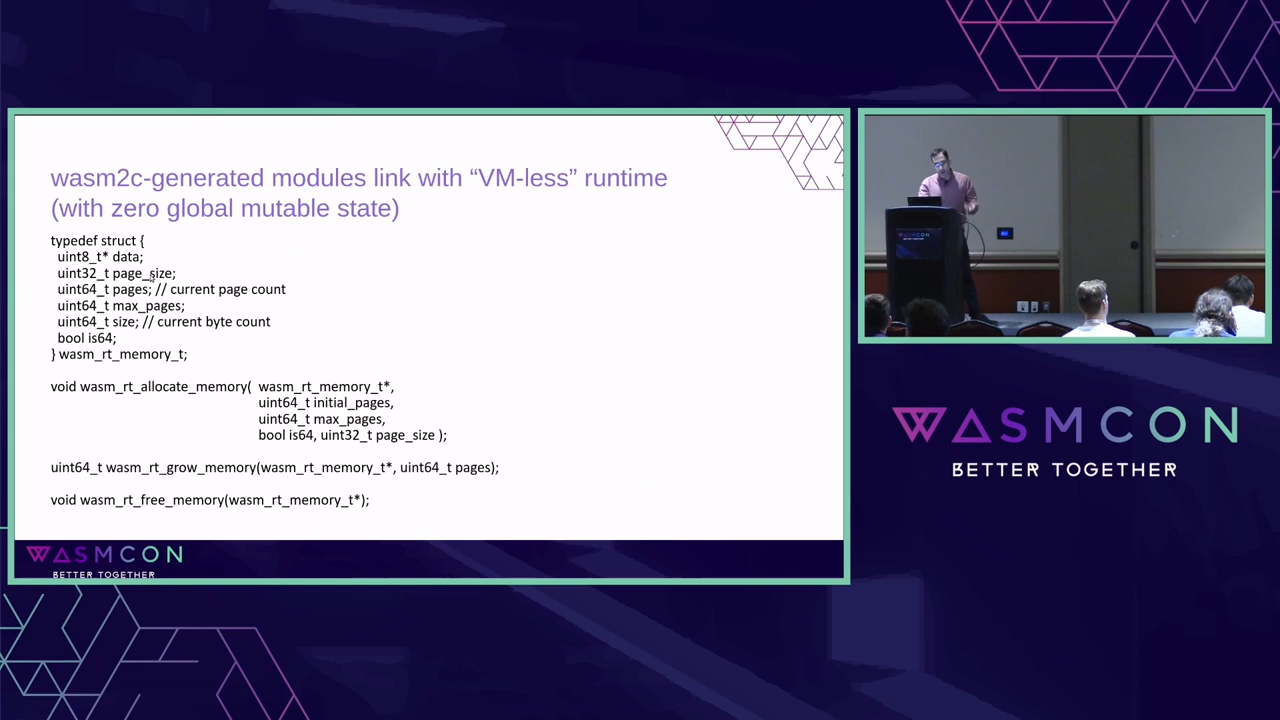 wasm2c-generated modules link with “VM-less” runtime
(with zero global mutable state)
typedef struct {
uint8_t* data;
uint32_t page_size;
uint64_t pages; // current page count
uint64_t max_pages;
uint64_t size; // current byte count
bool is64;
} wasm_rt_memory_t;
void wasm_rt_allocate_memory( wasm_rt_memory_t*,
uint64_t initial_pages,
uint64_t max_pages,
bool is64, uint32_t page_size );
uint64_t wasm_rt_grow_memory(wasm_rt_memory_t*, uint64_t pages);
void wasm_rt_free_memory(wasm_rt_memory_t*);
WASMCON
BETTER TOGETHER
WASMCON
WASMCON
BETTER TOGETHER